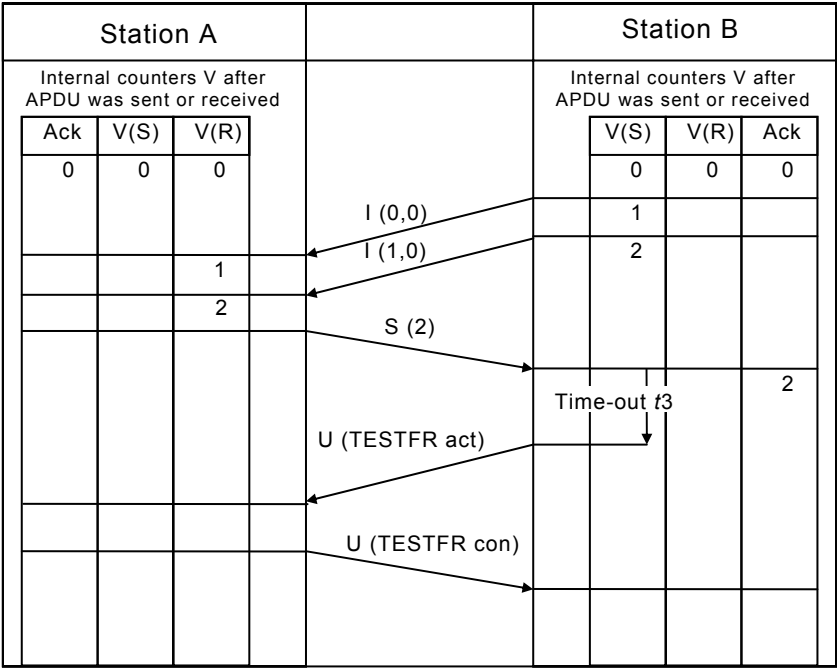 Station A
Station B
Internal counters V after
APDU was sent or received
Internal counters V after
APDU was sent or received
Ack V(S) V(R)
V(S) V(R) Ack
0 0 0
0 0 0
I (0,0)
1
I (1,0)
2
1
2
S (2)
2
Time-out t3
U (TESTFR act)
U (TESTFR con)